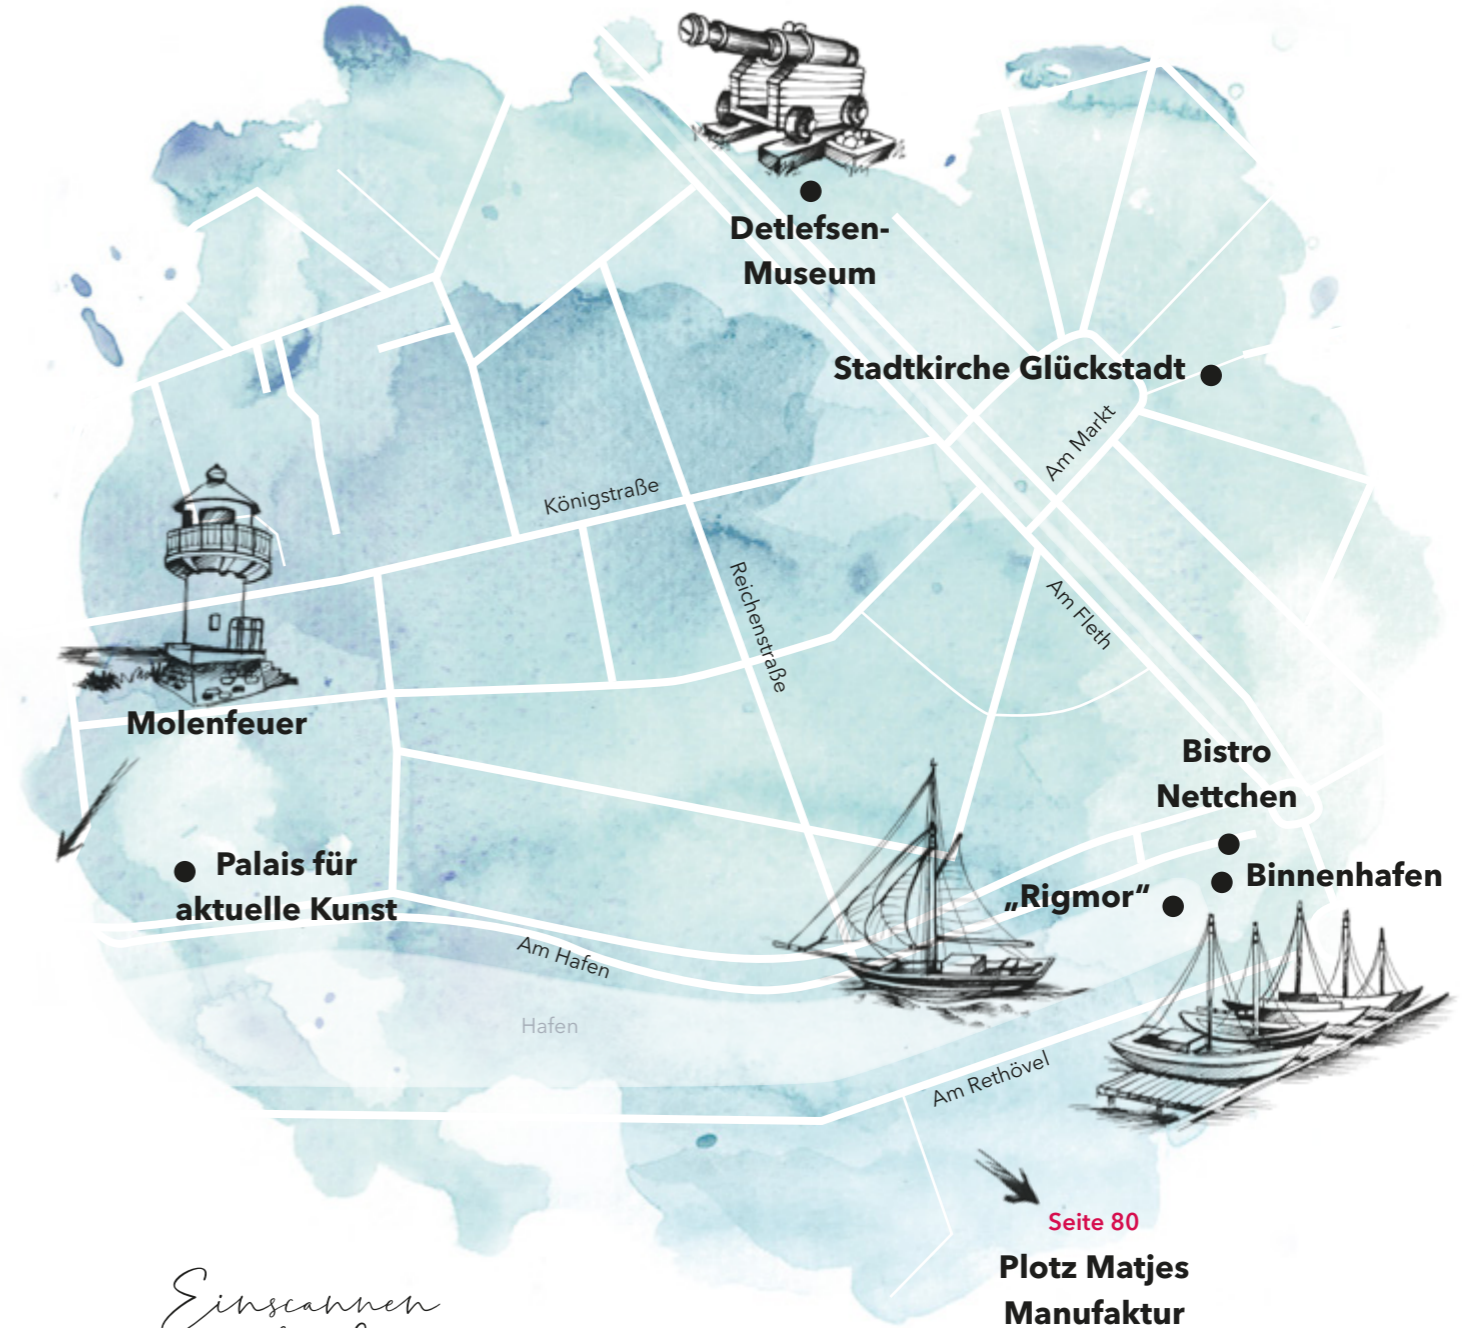 Detlefsen-
Museum
Stadtkirche Glückstadt
Am Markt
Königstraße
Reichenstraße
Am Fleth
Molenfeuer
Bistro
Nettchen
Palais für
aktuelle Kunst
„Rigmor“
Binnenhafen
Am Hafen
Hafen
Am Rethövel
Seite 80
Plotz Matjes
Manufaktur
Einscannen